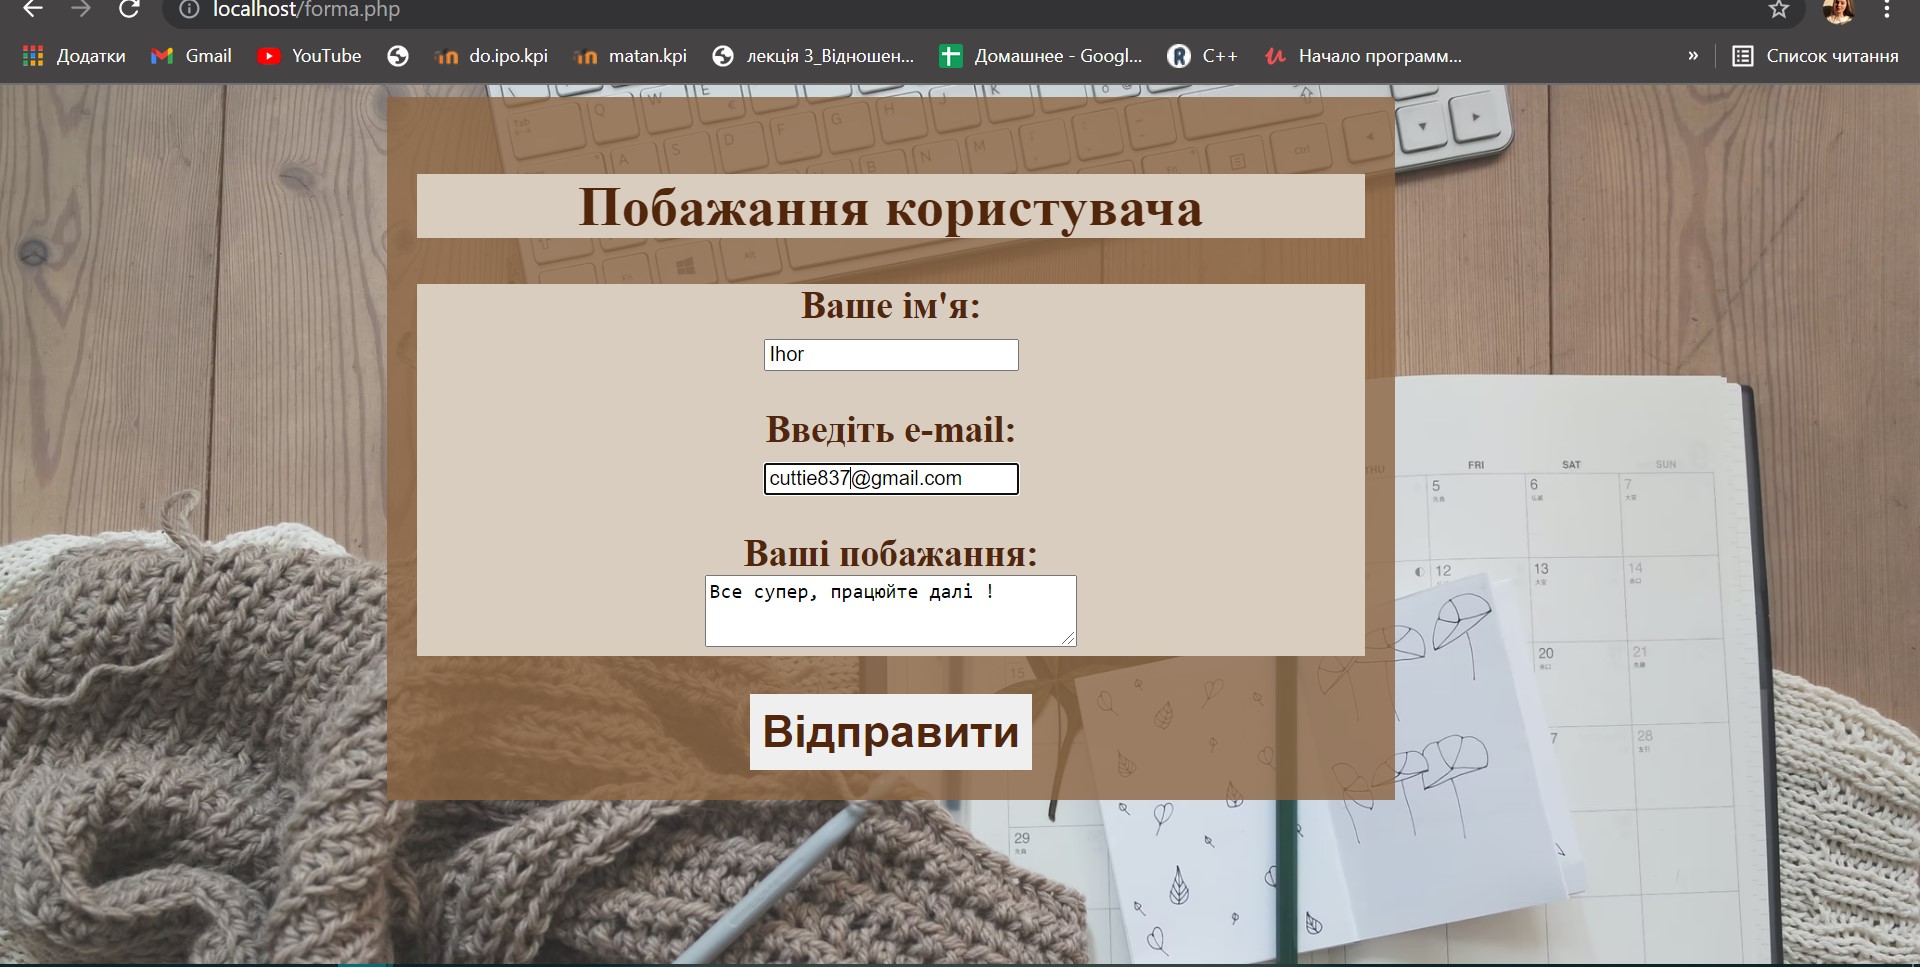 localhost/forma.php
Додатки Gmail YouTube do.ipo.kpi matan.kpi лекція 3_Відношен... Домашнее - Googl... C++ Начало программ... » Список читання
Побажання користувача
Ваше ім'я:
Ihor
Введіть e-mail:
cuttie837@gmail.com
Ваші побажання:
Все супер, працюйте далі !
Відправити
FRI SAT SUN
5 6 7
12 13 14
20 21
28
15
29